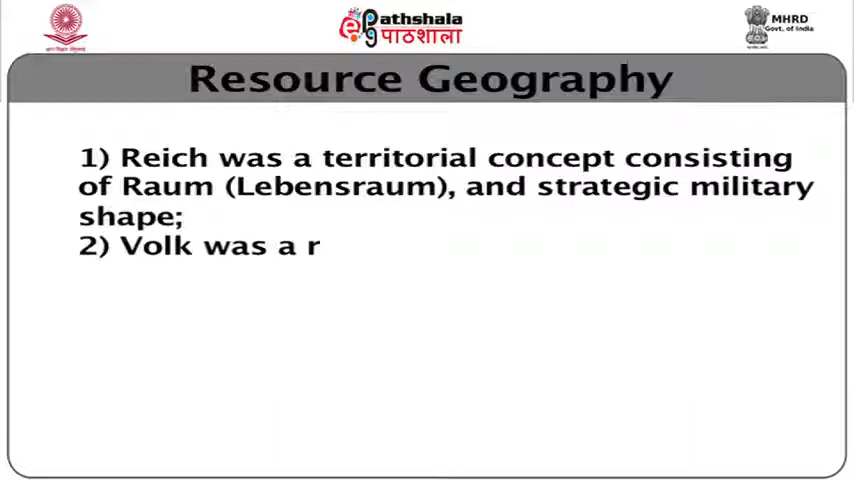 ePathshala
पाठशाला
MHRD
Govt. of India
Resource Geography
1) Reich was a territorial concept consisting
of Raum (Lebensraum), and strategic military
shape;
2) Volk was a r